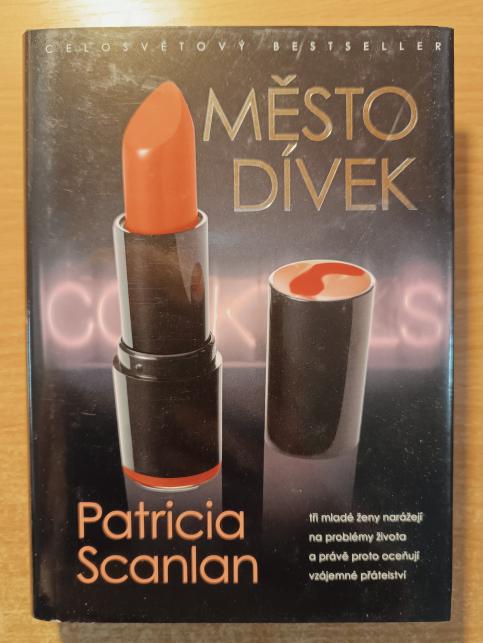 CELOSVĚTOVÝ BESTSELLER
MĚSTO
DÍVEK
Patricia
Scanlan
tři mladé ženy narážejí
na problémy života
a právě proto oceňují
vzájemné přátelství